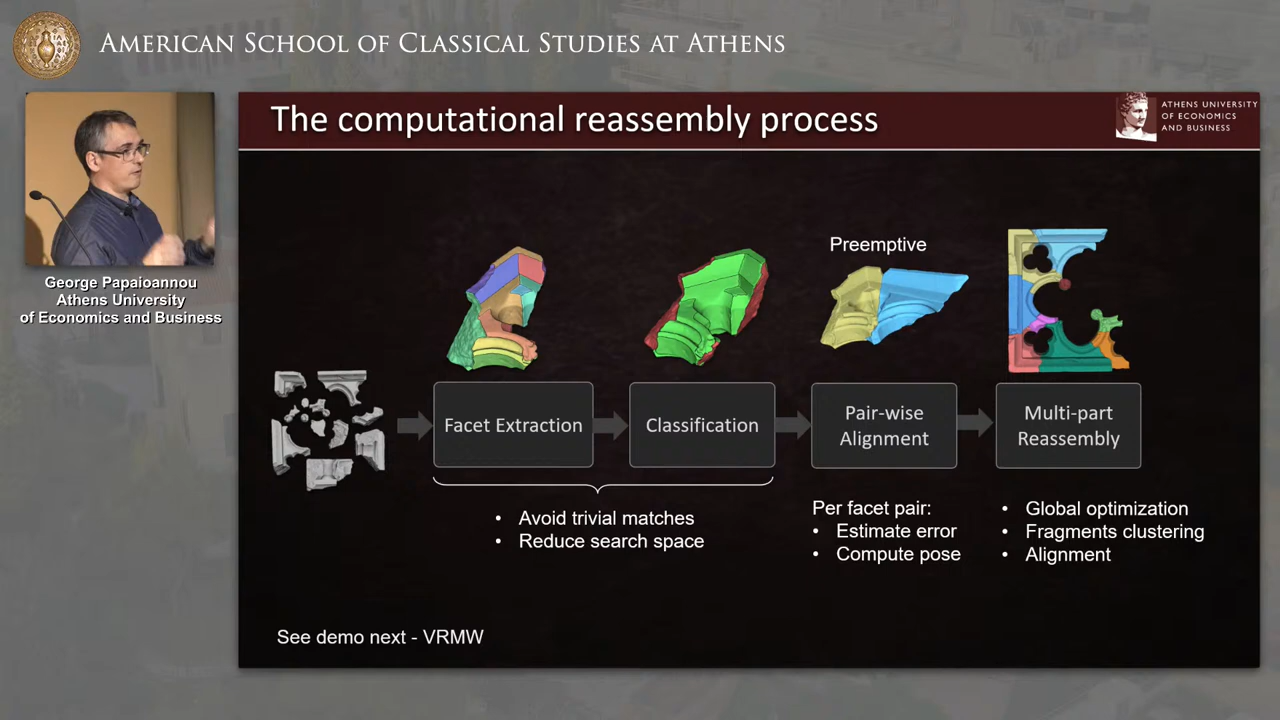 AMERICAN SCHOOL OF CLASSICAL STUDIES AT ATHENS
George Papaioannou
Athens University
of Economics and Business
The computational reassembly process
ATHENS UNIVERSITY
OF ECONOMICS
AND BUSINESS
Preemptive
Facet Extraction
Classification
Pair-wise
Alignment
Multi-part
Reassembly
• Avoid trivial matches
• Reduce search space
Per facet pair:
• Estimate error
• Compute pose
• Global optimization
• Fragments clustering
• Alignment
See demo next - VRMW